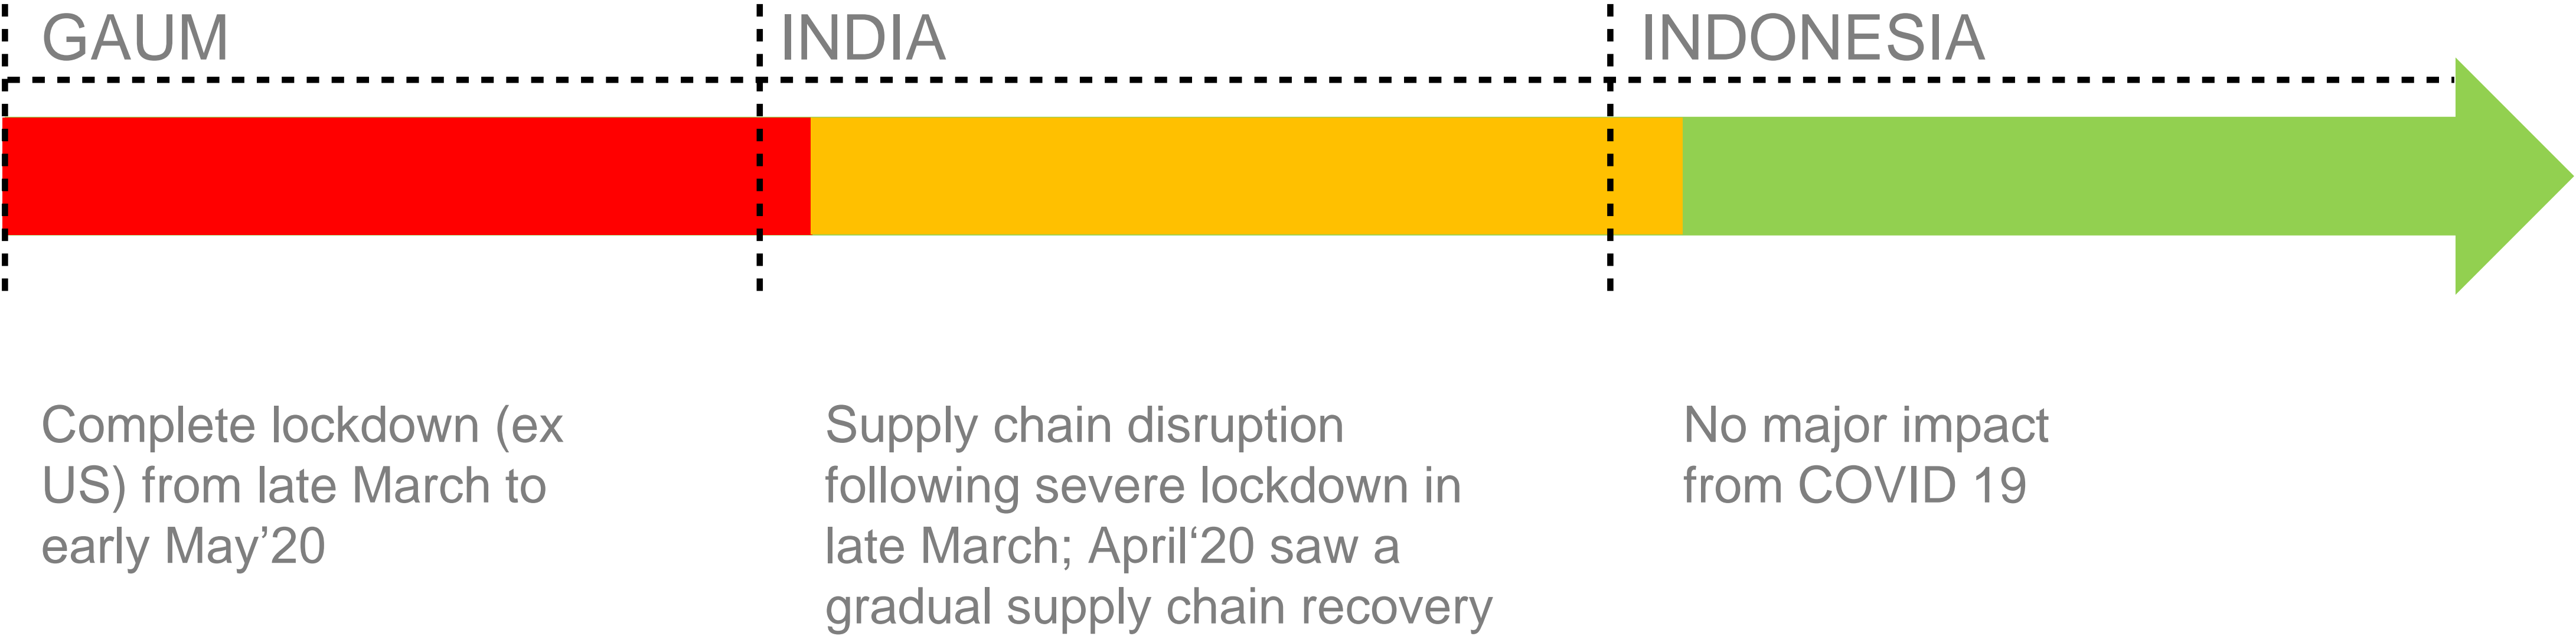 GAUM
INDIA
INDONESIA
Complete lockdown (ex
US) from late March to
early May’20
Supply chain disruption
following severe lockdown in
late March; April‘20 saw a
gradual supply chain recovery
No major impact
from COVID 19